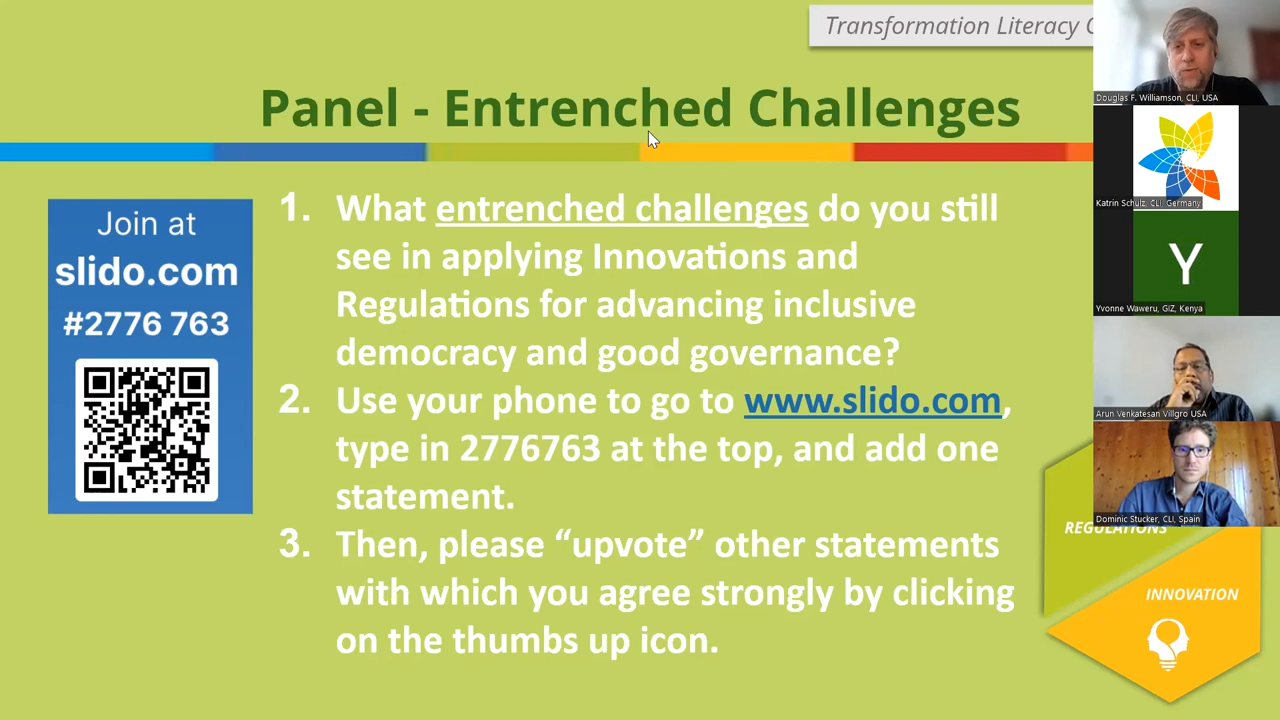 Transformation Literacy
Panel - Entrenched Challenges
Join at
slido.com
#2776 763
1. What entrenched challenges do you still
see in applying Innovations and
Regulations for advancing inclusive
democracy and good governance?
2. Use your phone to go to www.slido.com,
type in 2776763 at the top, and add one
statement.
3. Then, please “upvote” other statements
with which you agree strongly by clicking
on the thumbs up icon.
Douglas F. Williamson, CLI, USA
Katrin Schulz, CLI, Germany
Y
Yvonne Waweru, GIZ, Kenya
Arun Venkatesan Villgro USA
Dominic Stucker, CLI, Spain
REGULATIONS
INNOVATION